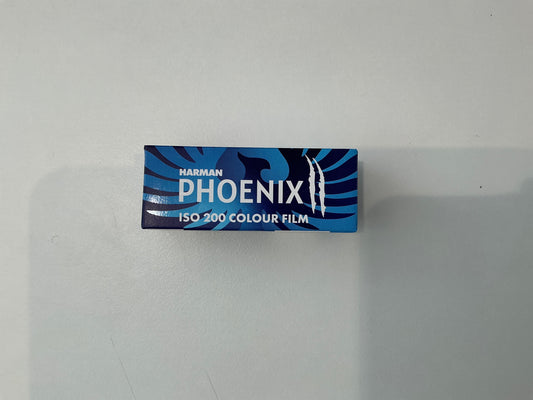 HARMAN
PHOENIX II
ISO 200 COLOUR FILM